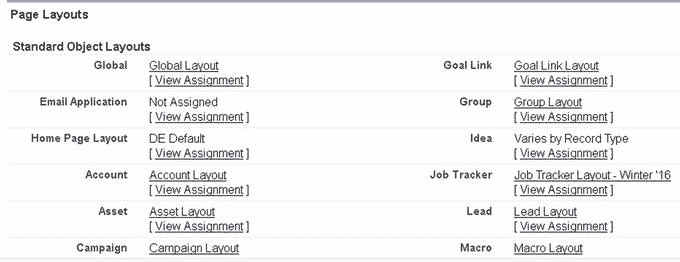 Page Layouts
Standard Object Layouts
Global Global Layout Goal Link Goal Link Layout
[ View Assignment ] [ View Assignment ]
Email Application Not Assigned Group Group Layout
[ View Assignment ] [ View Assignment ]
Home Page Layout DE Default Idea Varies by Record Type
[ View Assignment ] [ View Assignment ]
Account Account Layout Job Tracker Job Tracker Layout - Winter '16
[ View Assignment ] [ View Assignment ]
Asset Asset Layout Lead Lead Layout
[ View Assignment ] [ View Assignment ]
Campaign Campaign Layout Macro Macro Layout